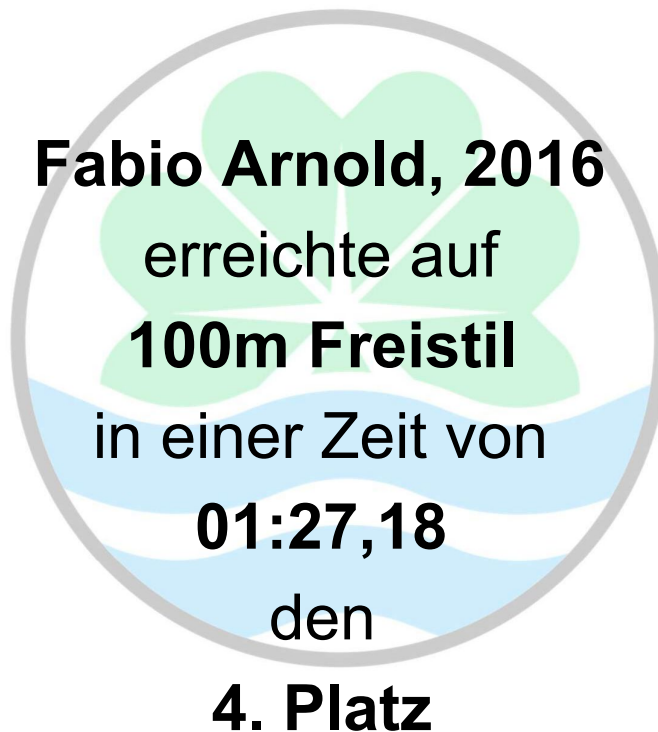 Fabio Arnold, 2016
erreichte auf
100m Freistil
in einer Zeit von
01:27,18
den
4. Platz